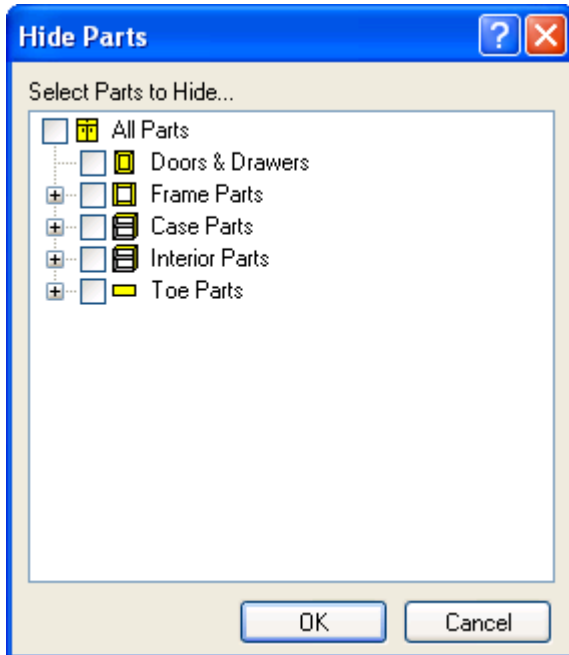 Hide Parts
Select Parts to Hide...
All Parts
Doors & Drawers
Frame Parts
Case Parts
Interior Parts
Toe Parts
OK
Cancel